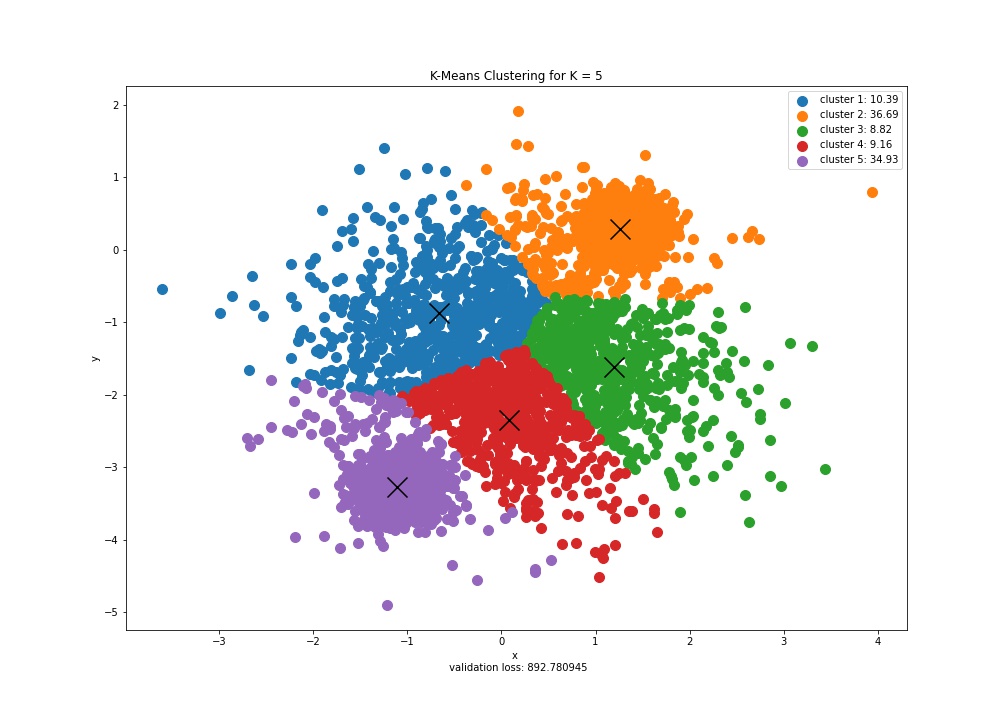 K-Means Clustering for K = 5
cluster 1: 10.39
cluster 2: 36.69
cluster 3: 8.82
cluster 4: 9.16
cluster 5: 34.93
y
2
1
0
−1
−2
−3
−4
−5
−3 −2 −1 0 1 2 3 4
x
validation loss: 892.780945